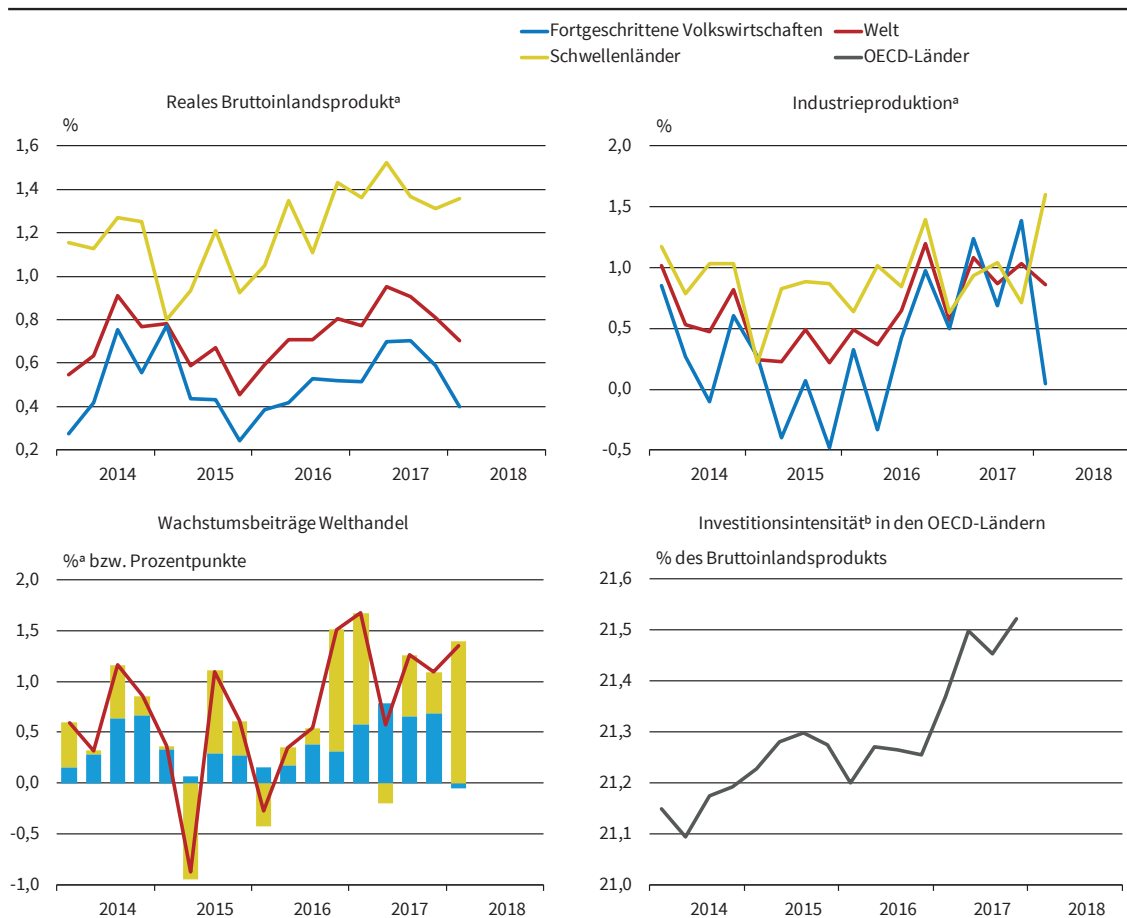 Fortgeschrittene Volkswirtschaften Welt
Schwellenländer OECD-Länder
Reales Bruttoinlandsproduktᵃ
%
1,6
1,4
1,2
1,0
0,8
0,6
0,4
0,2
2014 2015 2016 2017 2018
Industrieproduktionᵃ
%
2,0
1,5
1,0
0,5
0,0
-0,5
2014 2015 2016 2017 2018
Wachstumsbeiträge Welthandel
%ᵃ bzw. Prozentpunkte
2,0
1,5
1,0
0,5
0,0
-0,5
-1,0
2014 2015 2016 2017 2018
Investitionsintensitätᵇ in den OECD-Ländern
% des Bruttoinlandsprodukts
21,6
21,5
21,4
21,3
21,2
21,1
21,0
2014 2015 2016 2017 2018